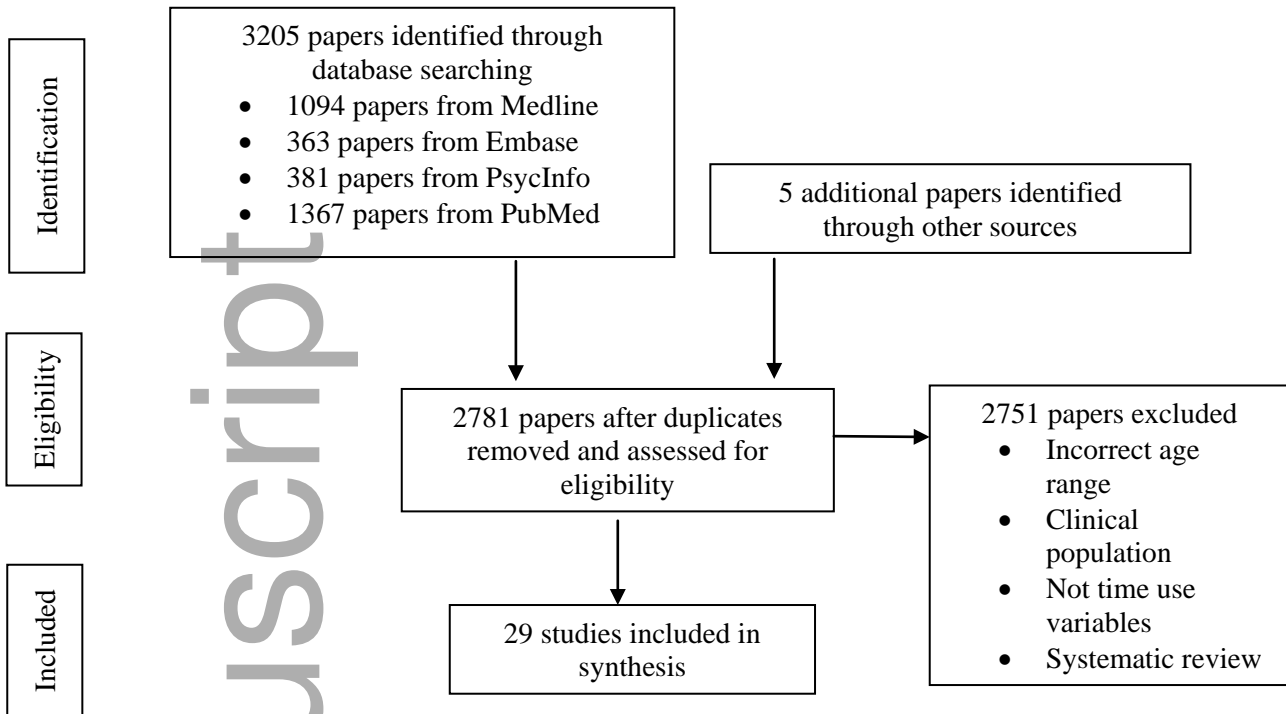 Identification
3205 papers identified through
database searching
• 1094 papers from Medline
• 363 papers from Embase
• 381 papers from PsycInfo
• 1367 papers from PubMed
5 additional papers identified
through other sources
Eligibility
2781 papers after duplicates
removed and assessed for
eligibility
2751 papers excluded
• Incorrect age
range
• Clinical
population
• Not time use
variables
• Systematic review
Included
29 studies included in
synthesis
uscript